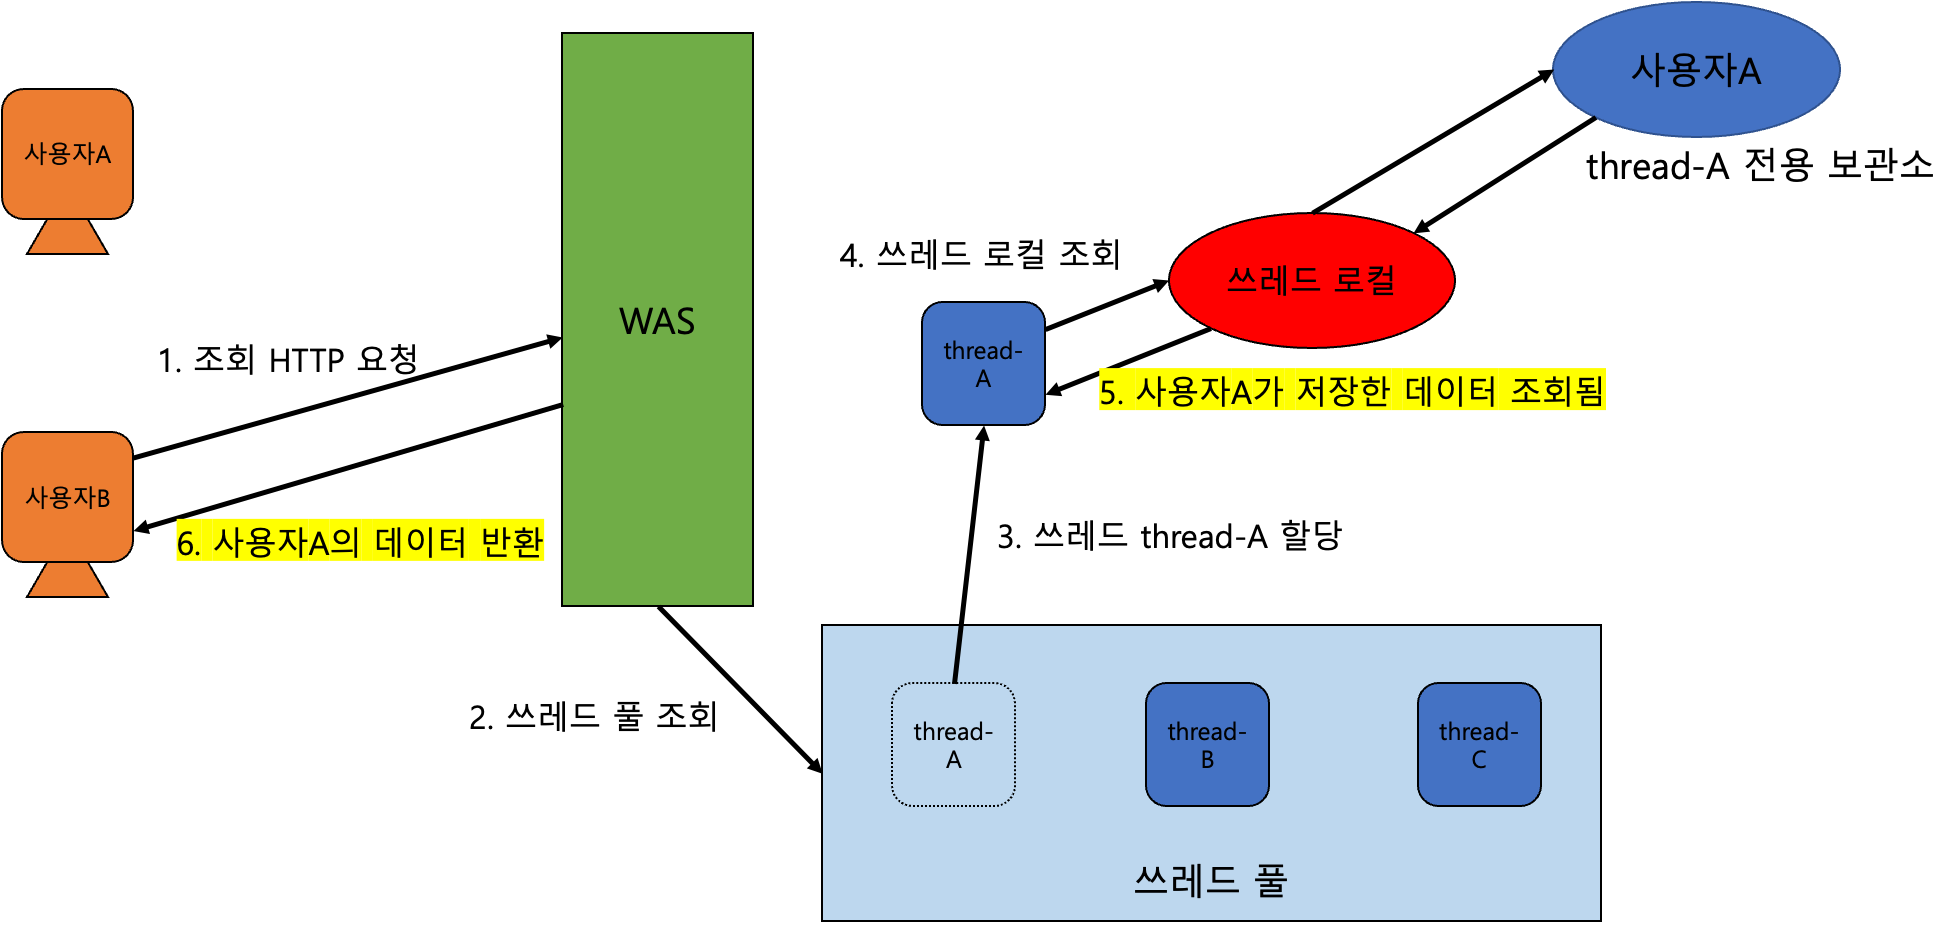 사용자A
사용자A
thread-A 전용 보관소
4. 쓰레드 로컬 조회
쓰레드 로컬
WAS
1. 조회 HTTP 요청
thread-
A
5. 사용자A가 저장한 데이터 조회됨
사용자B
6. 사용자A의 데이터 반환
3. 쓰레드 thread-A 할당
2. 쓰레드 풀 조회
thread-
A
thread-
B
thread-
C
쓰레드 풀